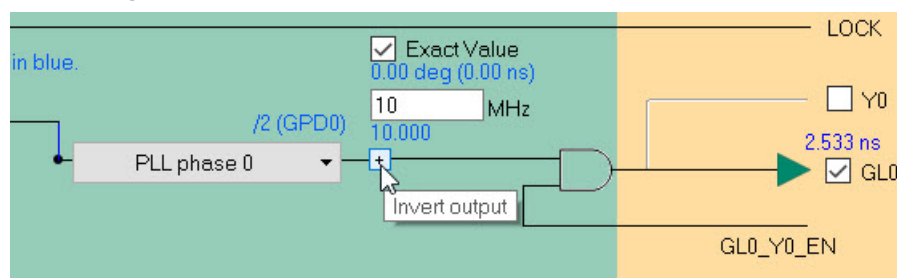 LOCK
Exact Value
in blue.
0.00 deg (0.00 ns)
10 MHz
Y0
/2 (GPD0)
10.000
2.533 ns
PLL phase 0
+
GL0
Invert output
GL0_Y0_EN